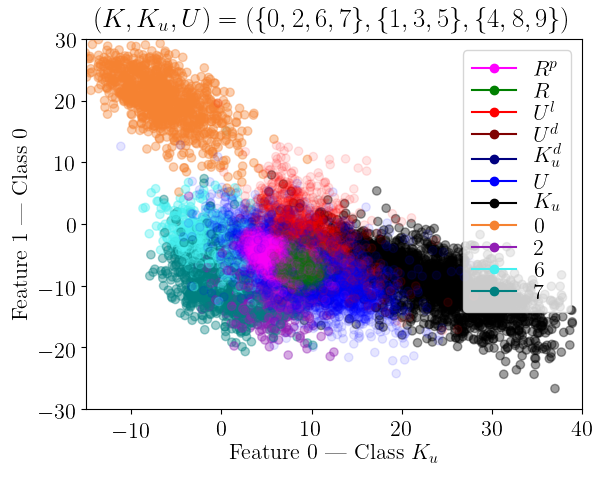 (K, K_u, U) = ({0, 2, 6, 7}, {1, 3, 5}, {4, 8, 9})
30
20
10
0
−10
−20
−30
Feature 1 — Class 0
R^p
R
U^l
U^d
K_u^d
U
K_u
0
2
6
7
−10
0
10
20
30
40
Feature 0 — Class K_u